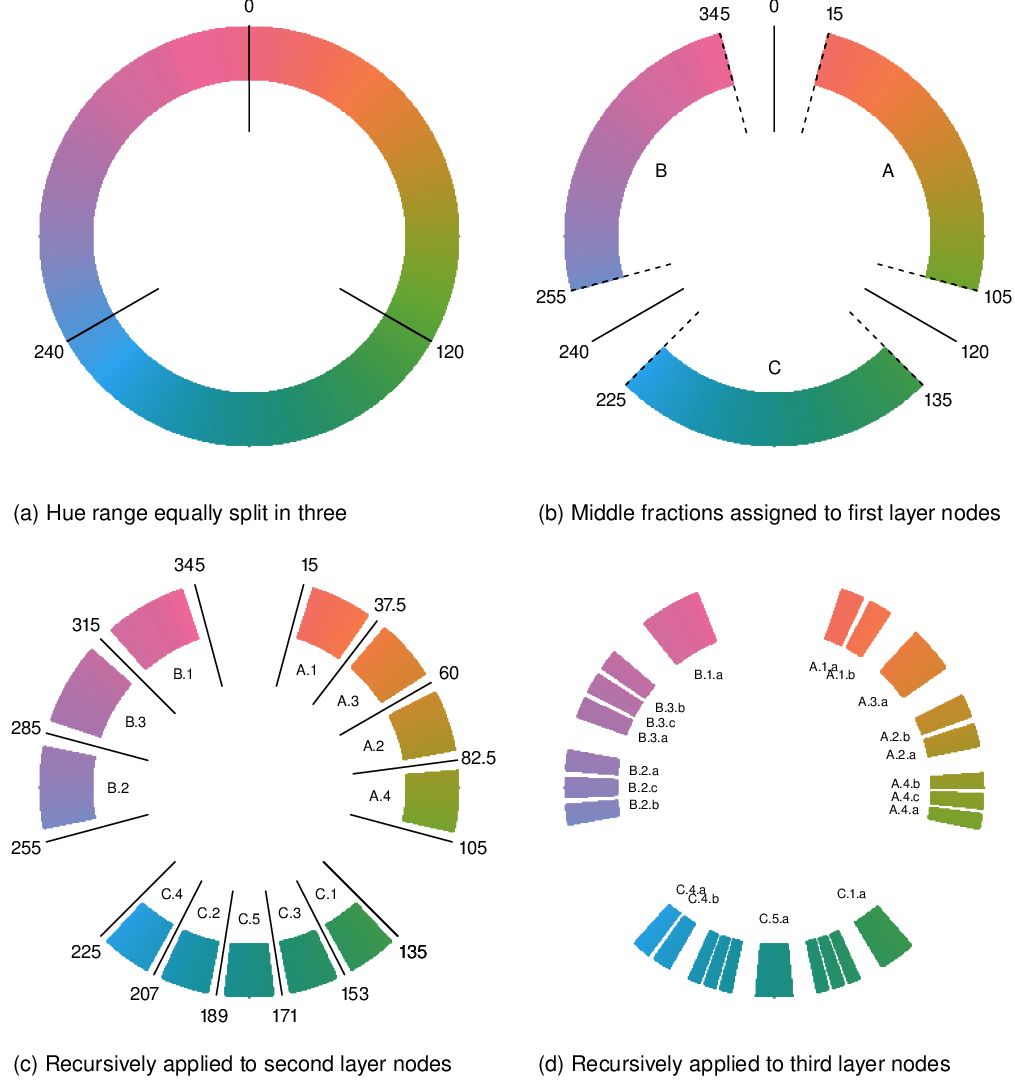 0
240
120
(a) Hue range equally split in three
0
345
15
B
A
255
105
240
120
C
225
135
(b) Middle fractions assigned to first layer nodes
345
15
37.5
315
B.1
A.1
60
A.3
B.3
285
A.2
82.5
B.2
A.4
255
105
C.4
C.1
C.2
C.5
C.3
225
135
207
153
189
171
(c) Recursively applied to second layer nodes
A.1.a
A.1.b
B.1.a
A.3.a
B.3.b
B.3.c
B.3.a
A.2.b
A.2.a
B.2.a
B.2.c
B.2.b
A.4.b
A.4.c
A.4.a
C.4.a
C.4.b
C.1.a
C.5.a
(d) Recursively applied to third layer nodes